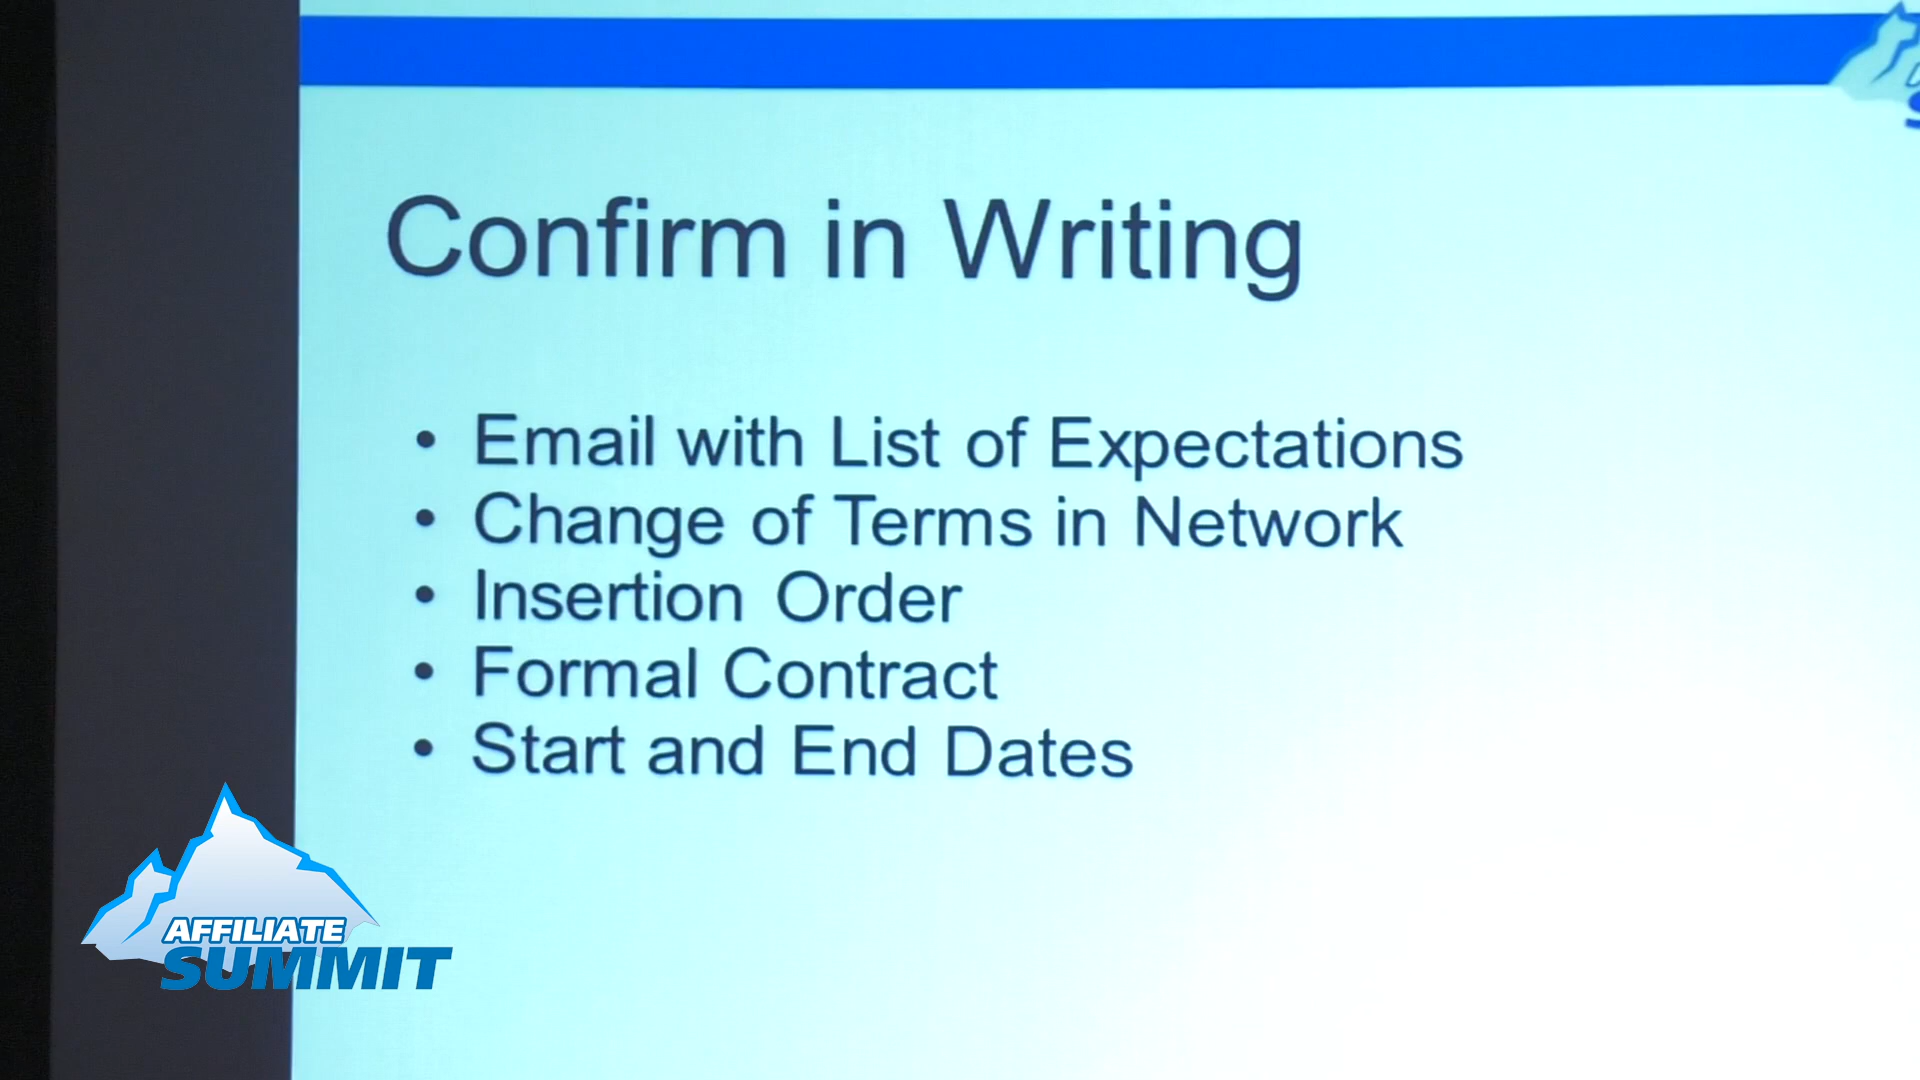 Confirm in Writing
• Email with List of Expectations
• Change of Terms in Network
• Insertion Order
• Formal Contract
• Start and End Dates
AFFILIATE
SUMMIT